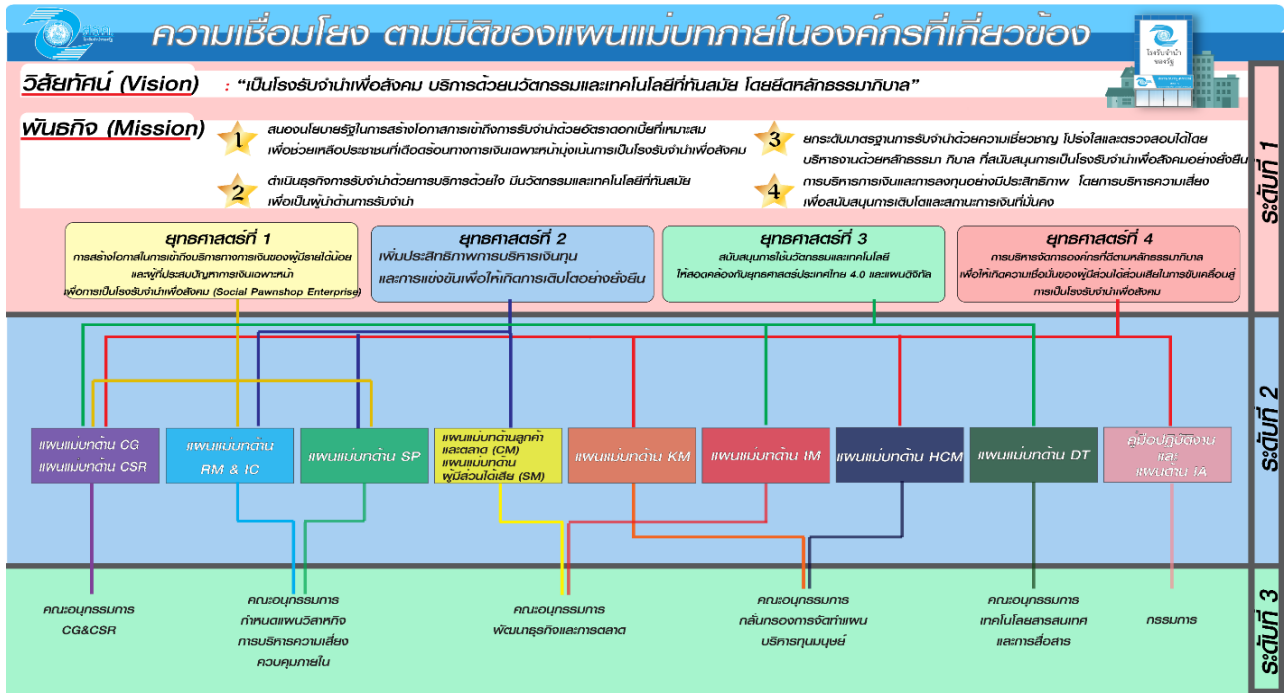 ความเชื่อมโยง ตามมิติของแผนแม่บทภายในองค์กรที่เกี่ยวข้อง
โรงรับจำนำ
ของรัฐ
วิสัยทัศน์ (Vision) : “เป็นโรงรับจำนำเพื่อสังคม บริการด้วยนวัตกรรมและเทคโนโลยีที่ทันสมัย โดยยึดหลักธรรมาภิบาล”
พันธกิจ (Mission)
1
สนองนโยบายรัฐในการสร้างโอกาสการเข้าถึงการรับจำนำด้วยอัตราดอกเบี้ยที่เหมาะสม
เพื่อช่วยเหลือประชาชนที่เดือดร้อนทางการเงินเฉพาะหน้ามุ่งเน้นการเป็นโรงรับจำนำเพื่อสังคม
2
ดำเนินธุรกิจการรับจำนำด้วยการบริการด้วยใจ มีนวัตกรรมและเทคโนโลยีที่ทันสมัย
เพื่อเป็นผู้นำด้านการรับจำนำ
3
ยกระดับมาตรฐานการรับจำนำด้วยความเชี่ยวชาญ โปร่งใสและตรวจสอบได้โดย
บริหารงานด้วยหลักธรรมา ภิบาล ที่สนับสนุนการเป็นโรงรับจำนำเพื่อสังคมอย่างยั่งยืน
4
การบริหารการเงินและการลงทุนอย่างมีประสิทธิภาพ โดยการบริหารความเสี่ยง
เพื่อสนับสนุนการเติบโตและสถานะการเงินที่มั่นคง
ระดับที่ 1
ยุทธศาสตร์ที่ 1
การสร้างโอกาสในการเข้าถึงบริการทางการเงินของผู้มีรายได้น้อย
และผู้ที่ประสบปัญหาการเงินเฉพาะหน้า
เพื่อการเป็นโรงรับจำนำเพื่อสังคม (Social Pawnshop Enterprise)
ยุทธศาสตร์ที่ 2
เพิ่มประสิทธิภาพการบริหารเงินทุน
และการแข่งขันเพื่อให้เกิดการเติบโตอย่างยั่งยืน
ยุทธศาสตร์ที่ 3
สนับสนุนการใช้นวัตกรรมและเทคโนโลยี
ให้สอดคล้องกับยุทธศาสตร์ประเทศไทย 4.0 และแผนดิจิทัล
ยุทธศาสตร์ที่ 4
การบริหารจัดการองค์กรที่ดีตามหลักธรรมาภิบาล
เพื่อให้เกิดความเชื่อมั่นของผู้มีส่วนได้ส่วนเสียในการขับเคลื่อนสู่
การเป็นโรงรับจำนำเพื่อสังคม
ระดับที่ 2
แผนแม่บทด้าน CG
แผนแม่บทด้าน CSR
แผนแม่บทด้าน
RM & IC
แผนแม่บทด้าน SP
แผนแม่บทด้านลูกค้า
และตลาด (CM)
แผนแม่บทด้าน
ผู้มีส่วนได้เสีย (SM)
แผนแม่บทด้าน KM
แผนแม่บทด้าน IM
แผนแม่บทด้าน HCM
แผนแม่บทด้าน DT
คู่มือปฏิบัติงาน
และ
แผนด้าน IA
ระดับที่ 3
คณะอนุกรรมการ
CG&CSR
คณะอนุกรรมการ
กำหนดแผนวิสาหกิจ
การบริหารความเสี่ยง
ควบคุมภายใน
คณะอนุกรรมการ
พัฒนาธุรกิจและการตลาด
คณะอนุกรรมการ
กลั่นกรองการจัดทำแผน
บริหารทุนมนุษย์
คณะอนุกรรมการ
เทคโนโลยสารสนเทศ
และการสื่อสาร
กรรมการ